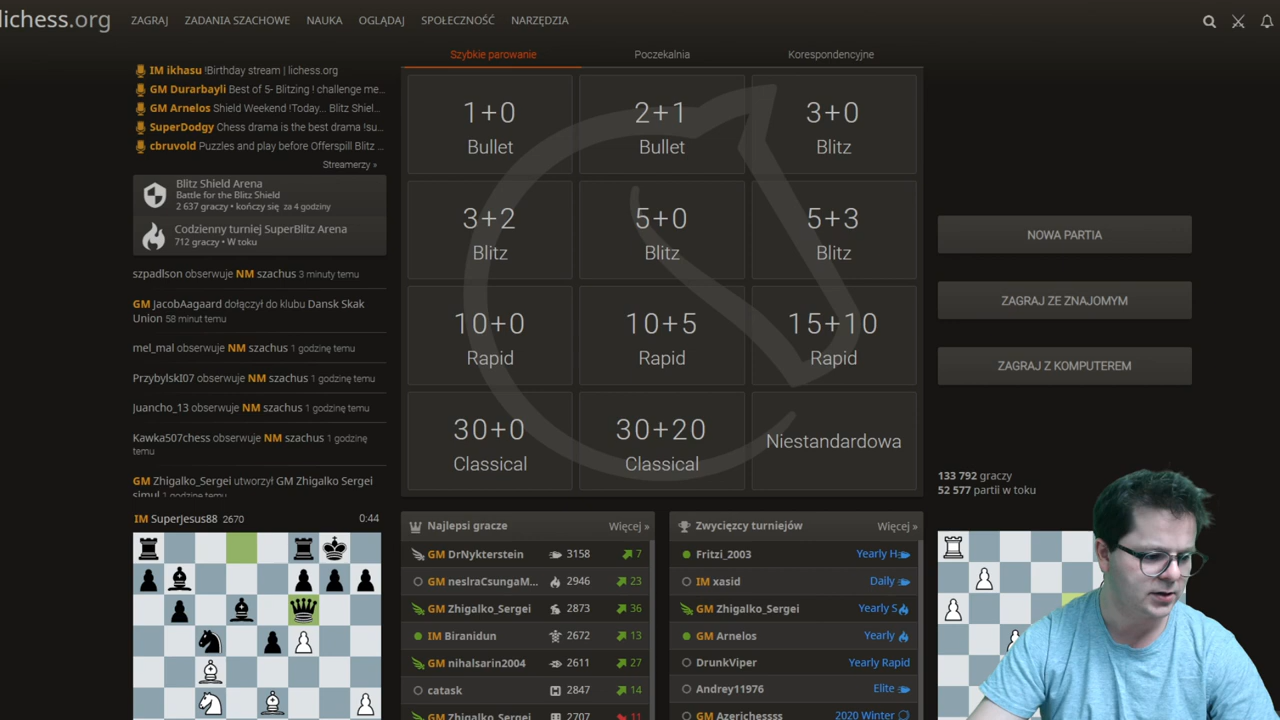 lichess.org
ZAGRAJ
ZADANIA SZACHOWE
NAUKA
OGLĄDAJ
SPOŁECZNOŚĆ
NARZĘDZIA
IM ikhasu !Birthday stream | lichess.org
GM Durarbayli Best of 5- Blitzing ! challenge me...
GM Arnelos Shield Weekend !Today... Blitz Shiel...
SuperDodgy Chess drama is the best drama !su...
cbruvold Puzzles and play before Offerspill Blitz ...
Streamerzy »
Blitz Shield Arena
Battle for the Blitz Shield
2 637 graczy • kończy się za 4 godziny
Codzienny turniej SuperBlitz Arena
712 graczy • W toku
szpadlson obserwuje NM szachus 3 minuty temu
GM JacobAagaard dołączył do klubu Dansk Skak
Union 58 minut temu
mel_mal obserwuje NM szachus 1 godzinę temu
PrzybylskI07 obserwuje NM szachus 1 godzinę temu
Juancho_13 obserwuje NM szachus 1 godzinę temu
Kawka507chess obserwuje NM szachus 1 godzinę
temu
GM Zhigalko_Sergei utworzył GM Zhigalko Sergei
simul 1 godzinę temu
IM Superjesus88 2670 0:44
Szybkie parowanie
Poczekalnia
Korespondencyjne
1+0
Bullet
2+1
Bullet
3+0
Blitz
3+2
Blitz
5+0
Blitz
5+3
Blitz
10+0
Rapid
10+5
Rapid
15+10
Rapid
30+0
Classical
30+20
Classical
Niestandardowa
NOWA PARTIA
ZAGRAJ ZE ZNAJOMYM
ZAGRAJ Z KOMPUTEREM
133 792 graczy
52 577 partii w toku
Najlepsi gracze Więcej »
GM DrNykterstein 3158 7
GM neslraCsungaM... 2946 23
GM Zhigalko_Sergei 2873 36
IM Biranidun 2672 13
GM nihalsarin2004 2611 27
catask 2847 14
GM Zhigalko_Sergei 2707 11
Zwycięzcy turniejów Więcej »
Fritzi_2003 Yearly H
IM xasid Daily
GM Zhigalko_Sergei Yearly S
GM Arnelos Yearly
DrunkViper Yearly Rapid
Andrey11976 Elite
GM Azerichessss 2020 Winter